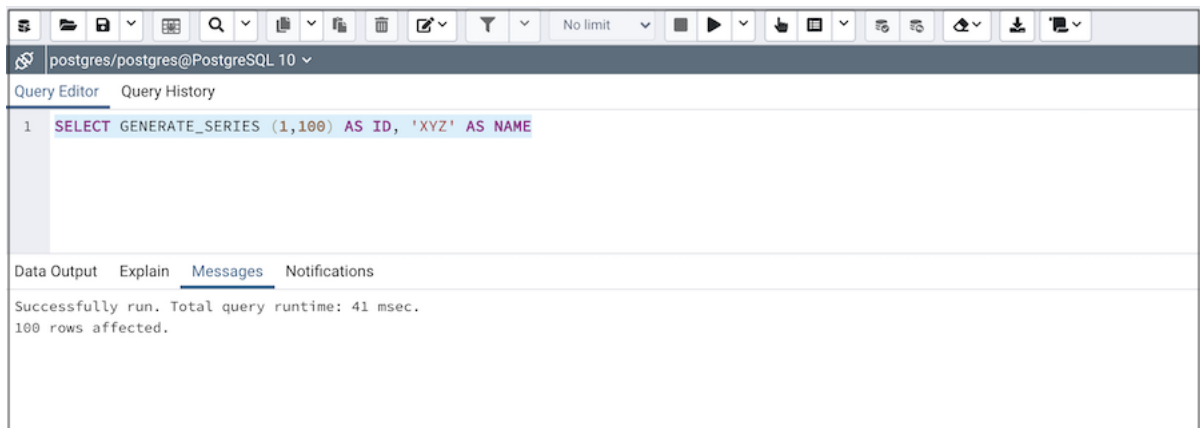 No limit
postgres/postgres@PostgreSQL 10
Query Editor Query History
1 SELECT GENERATE_SERIES (1,100) AS ID, 'XYZ' AS NAME
Data Output Explain Messages Notifications
Successfully run. Total query runtime: 41 msec.
100 rows affected.